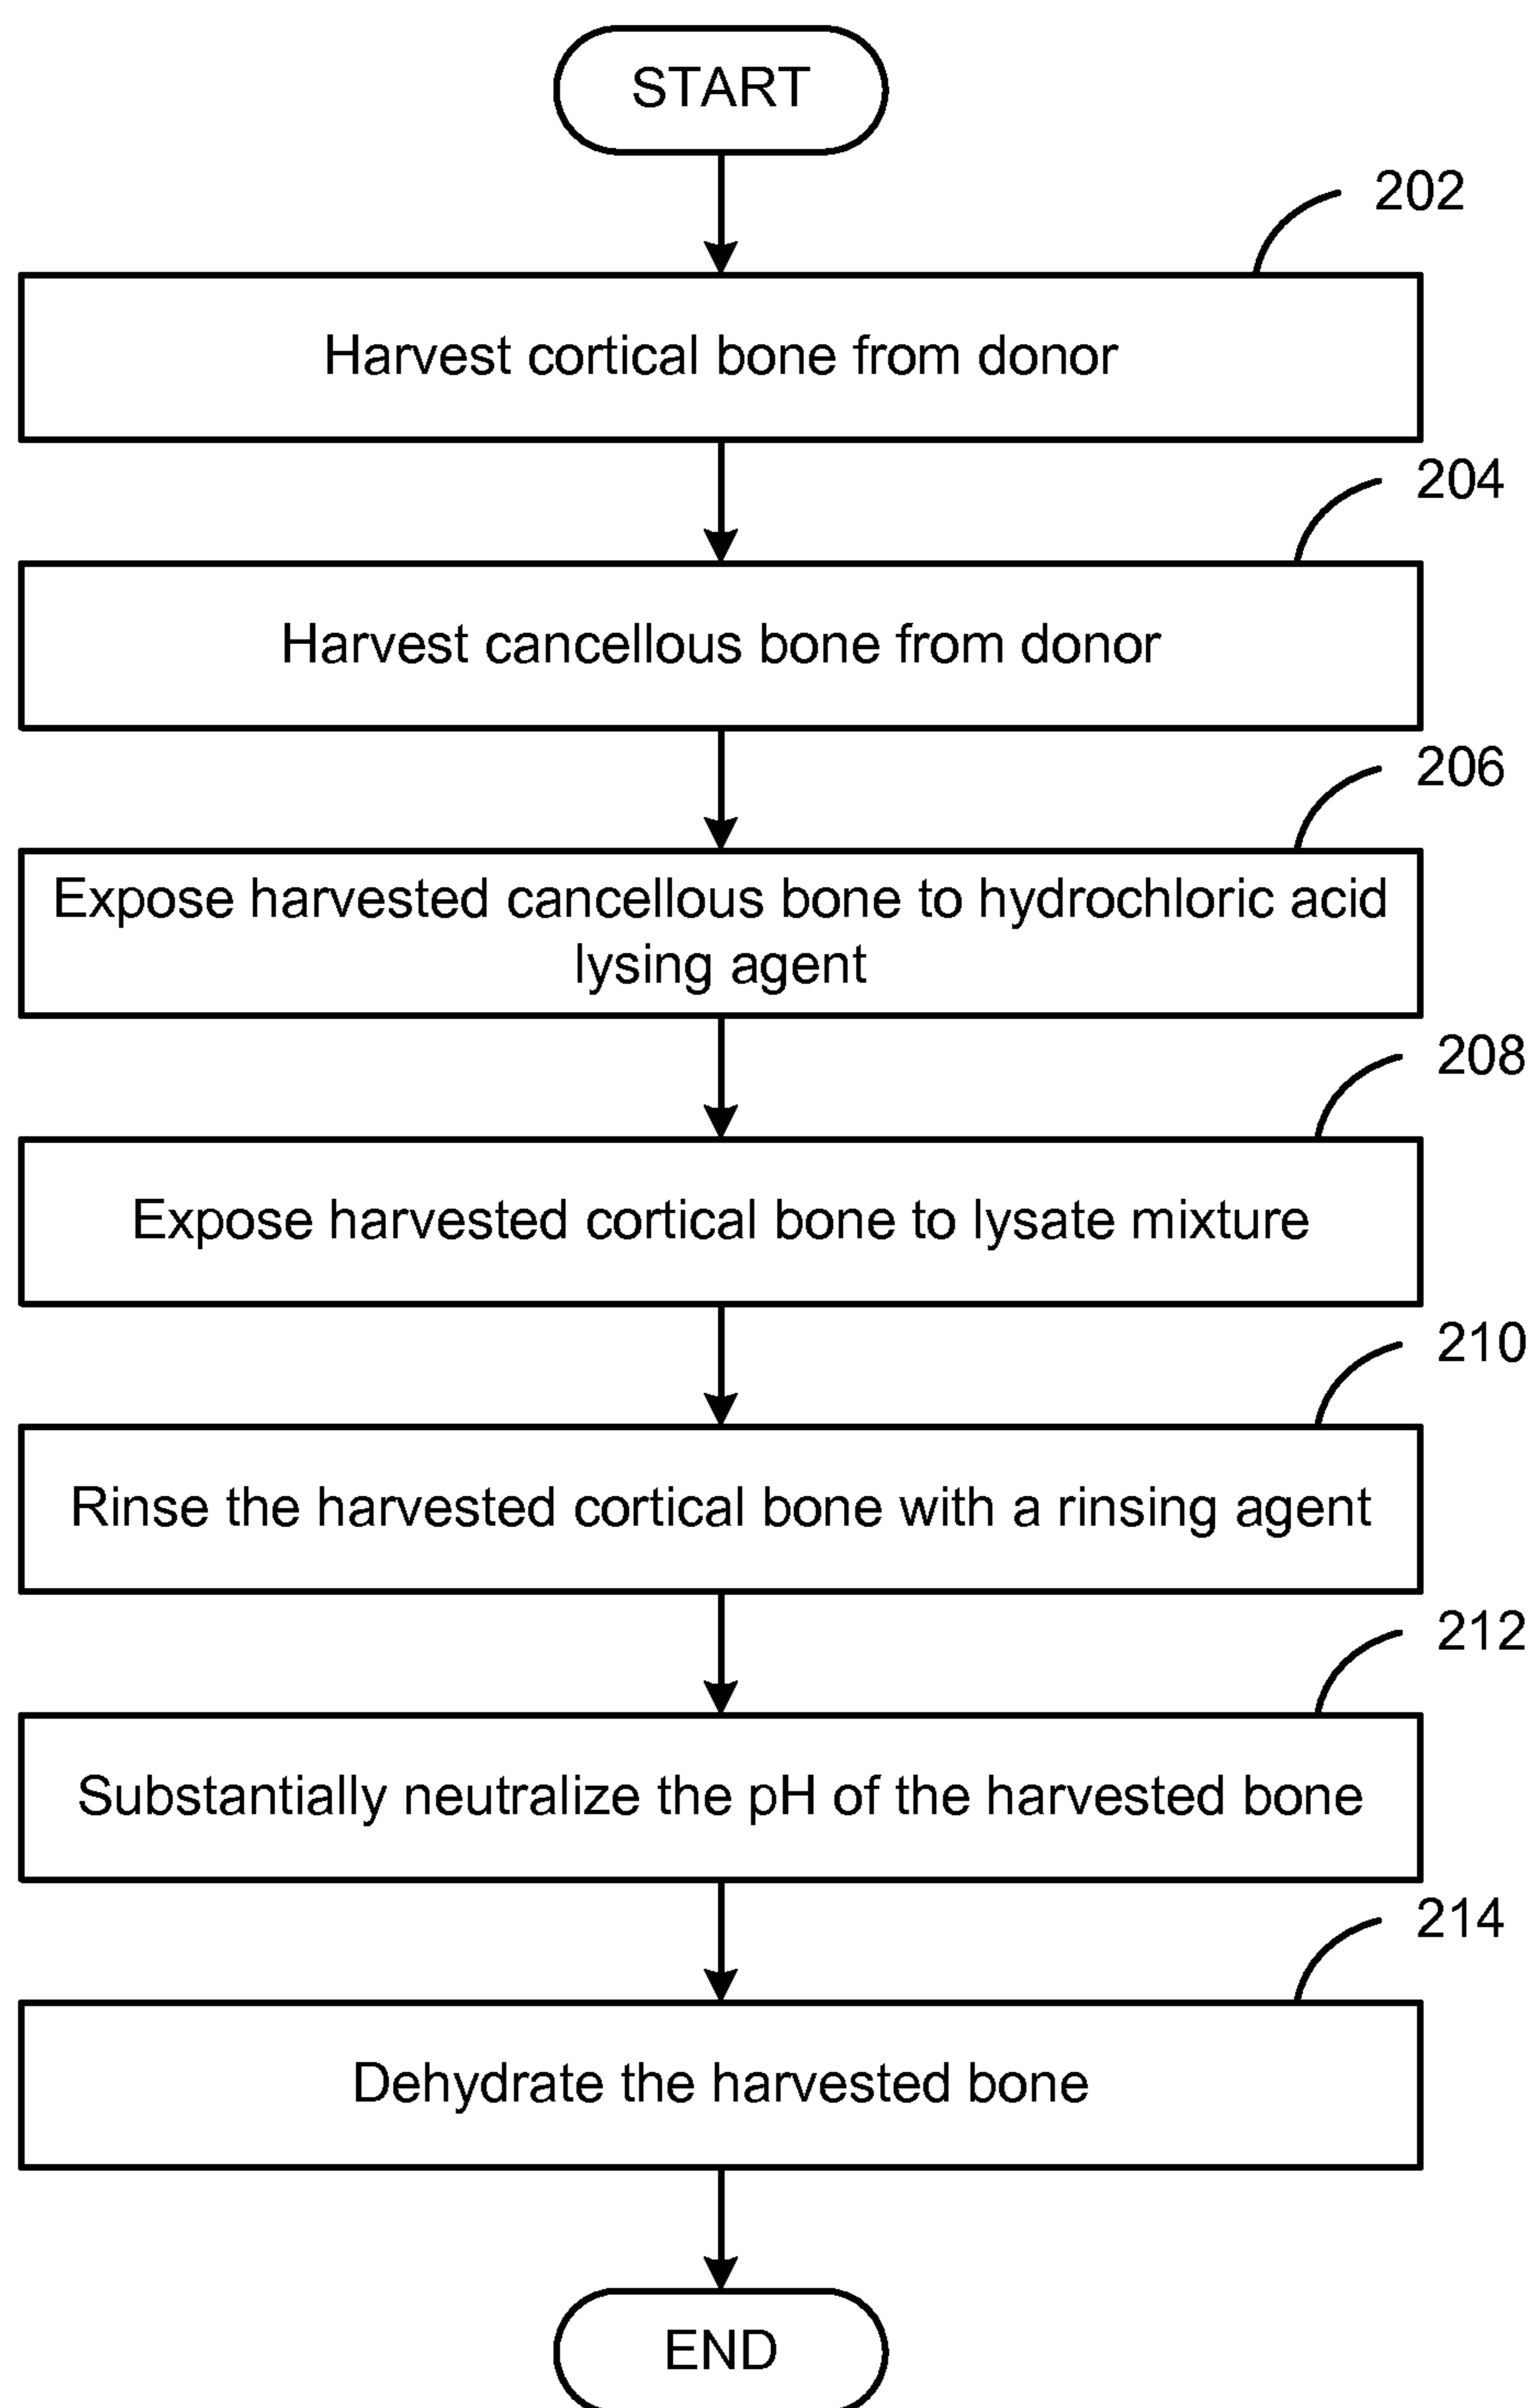 START
202
Harvest cortical bone from donor
204
Harvest cancellous bone from donor
206
Expose harvested cancellous bone to hydrochloric acid
lysing agent
208
Expose harvested cortical bone to lysate mixture
210
Rinse the harvested cortical bone with a rinsing agent
212
Substantially neutralize the pH of the harvested bone
214
Dehydrate the harvested bone
END